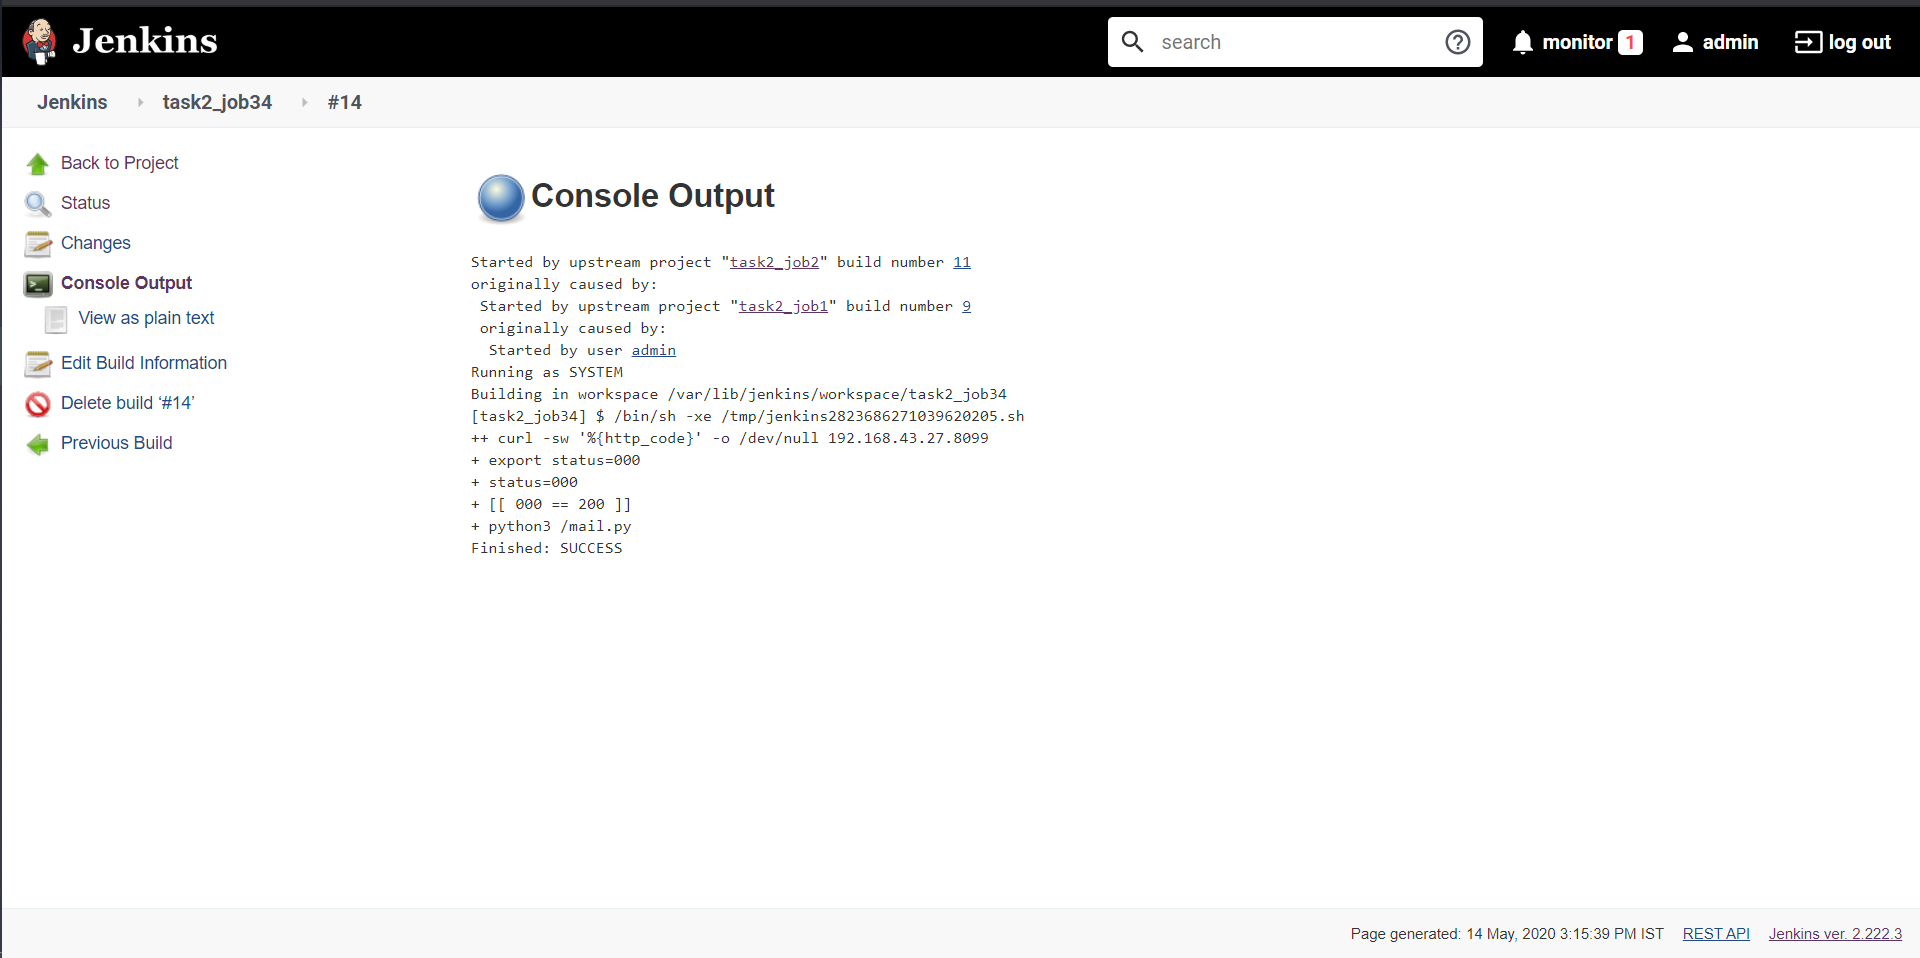 Jenkins
search
monitor 1
admin
log out
Jenkins
task2_job34
#14
Back to Project
Status
Changes
Console Output
View as plain text
Edit Build Information
Delete build ‘#14’
Previous Build
Console Output
Started by upstream project "task2_job2" build number 11
originally caused by:
Started by upstream project "task2_job1" build number 9
originally caused by:
Started by user admin
Running as SYSTEM
Building in workspace /var/lib/jenkins/workspace/task2_job34
[task2_job34] $ /bin/sh -xe /tmp/jenkins2823686271039620205.sh
++ curl -sw '%{http_code}' -o /dev/null 192.168.43.27.8099
+ export status=000
+ status=000
+ [[ 000 == 200 ]]
+ python3 /mail.py
Finished: SUCCESS
Page generated: 14 May, 2020 3:15:39 PM IST
REST API
Jenkins ver. 2.222.3